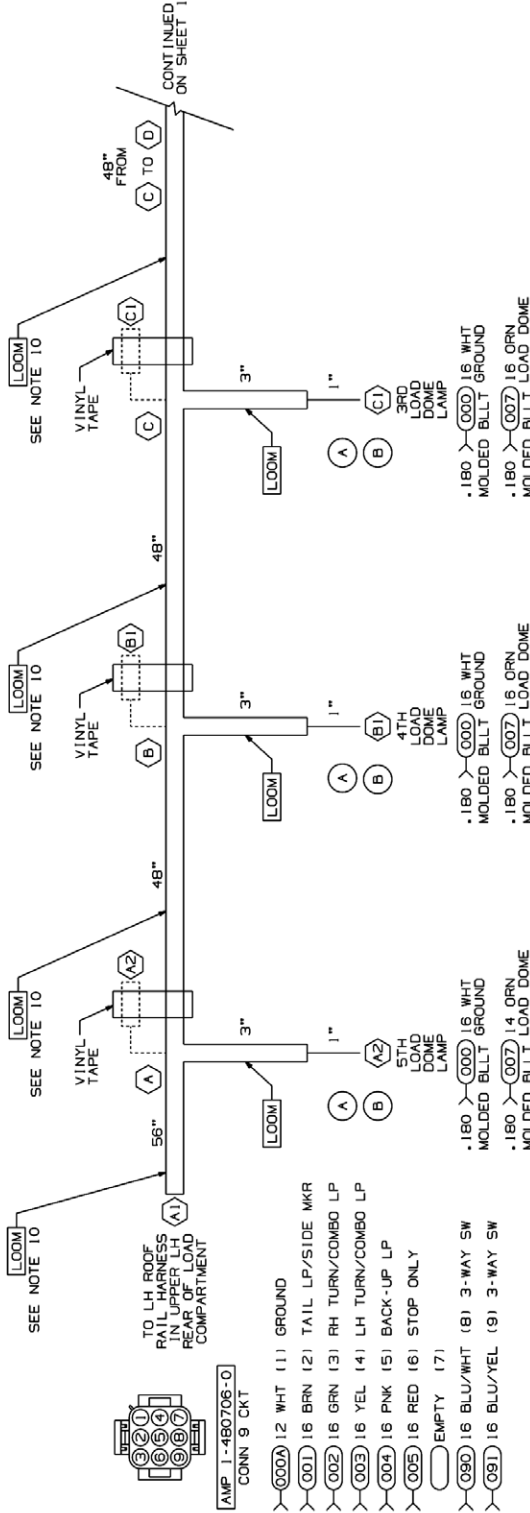 LOOM
SEE NOTE 10
LOOM
SEE NOTE 10
LOOM
SEE NOTE 10
LOOM
SEE NOTE 10
VINYL
TAPE
VINYL
TAPE
VINYL
TAPE
A2
B1
C1
A
B
C
56"
48"
48"
48"
FROM
C TO D
CONTINUED
ON SHEET 1
TO LH ROOF
RAIL HARNESS
IN UPPER LH
REAR OF LOAD
COMPARTMENT
A1
LOOM
3"
1"
A
B
A2
5TH
LOAD
DOME
LAMP
.180 000 16 WHT
MOLDED BLLT GROUND
.180 007 14 ORN
MOLDED BLLT LOAD DOME
LOOM
3"
1"
A
B
B1
4TH
LOAD
DOME
LAMP
.180 000 16 WHT
MOLDED BLLT GROUND
.180 007 16 ORN
MOLDED BLLT LOAD DOME
LOOM
3"
1"
A
B
C1
3RD
LOAD
DOME
LAMP
.180 000 16 WHT
MOLDED BLLT GROUND
.180 007 16 ORN
MOLDED BLLT LOAD DOME
3 2 1
6 5 4
9 8 7
AMP 1-480706-0
CONN 9 CKT
000A 12 WHT (1) GROUND
001 16 BRN (2) TAIL LP/SIDE MKR
002 16 GRN (3) RH TURN/COMBO LP
003 16 YEL (4) LH TURN/COMBO LP
004 16 PNK (5) BACK-UP LP
005 16 RED (6) STOP ONLY
EMPTY (7)
090 16 BLU/WHT (8) 3-WAY SW
091 16 BLU/YEL (9) 3-WAY SW